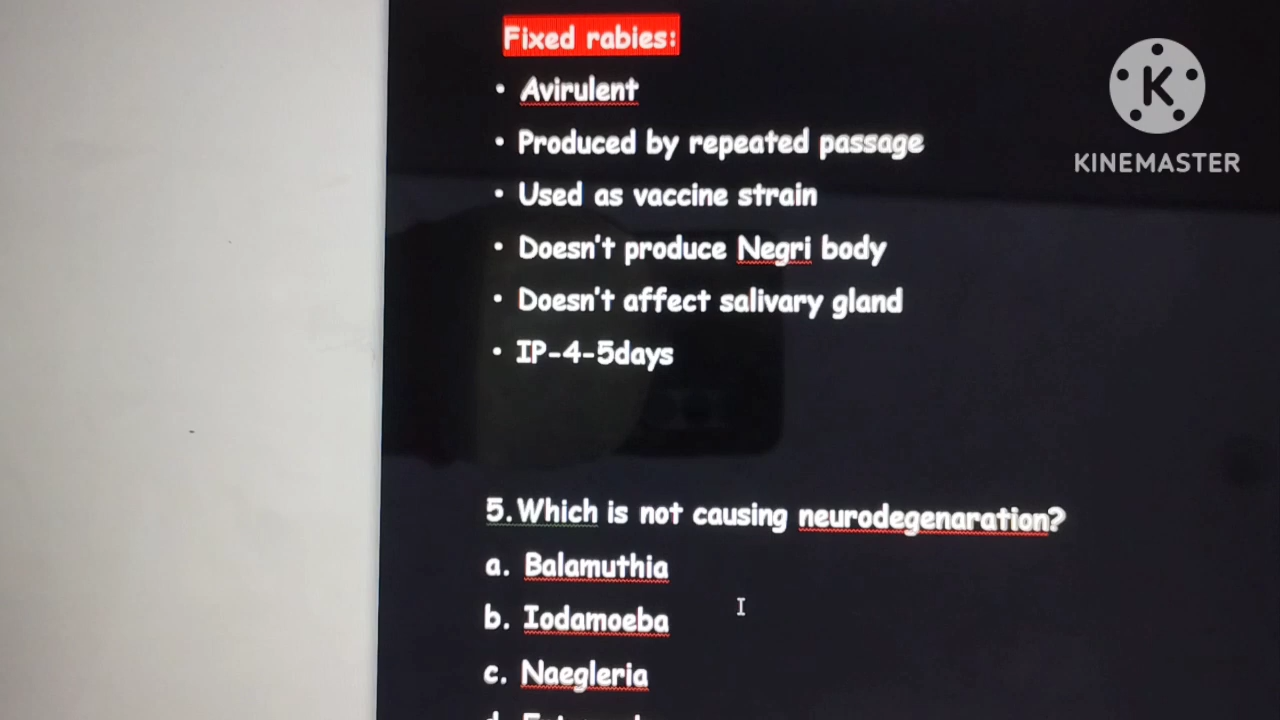 Fixed rabies:
KINEMASTER
• Avirulent
• Produced by repeated passage
• Used as vaccine strain
• Doesn't produce Negri body
• Doesn't affect salivary gland
• IP-4-5days
5.Which is not causing neurodegenaration?
a. Balamuthia
b. Iodamoeba
c. Naegleria